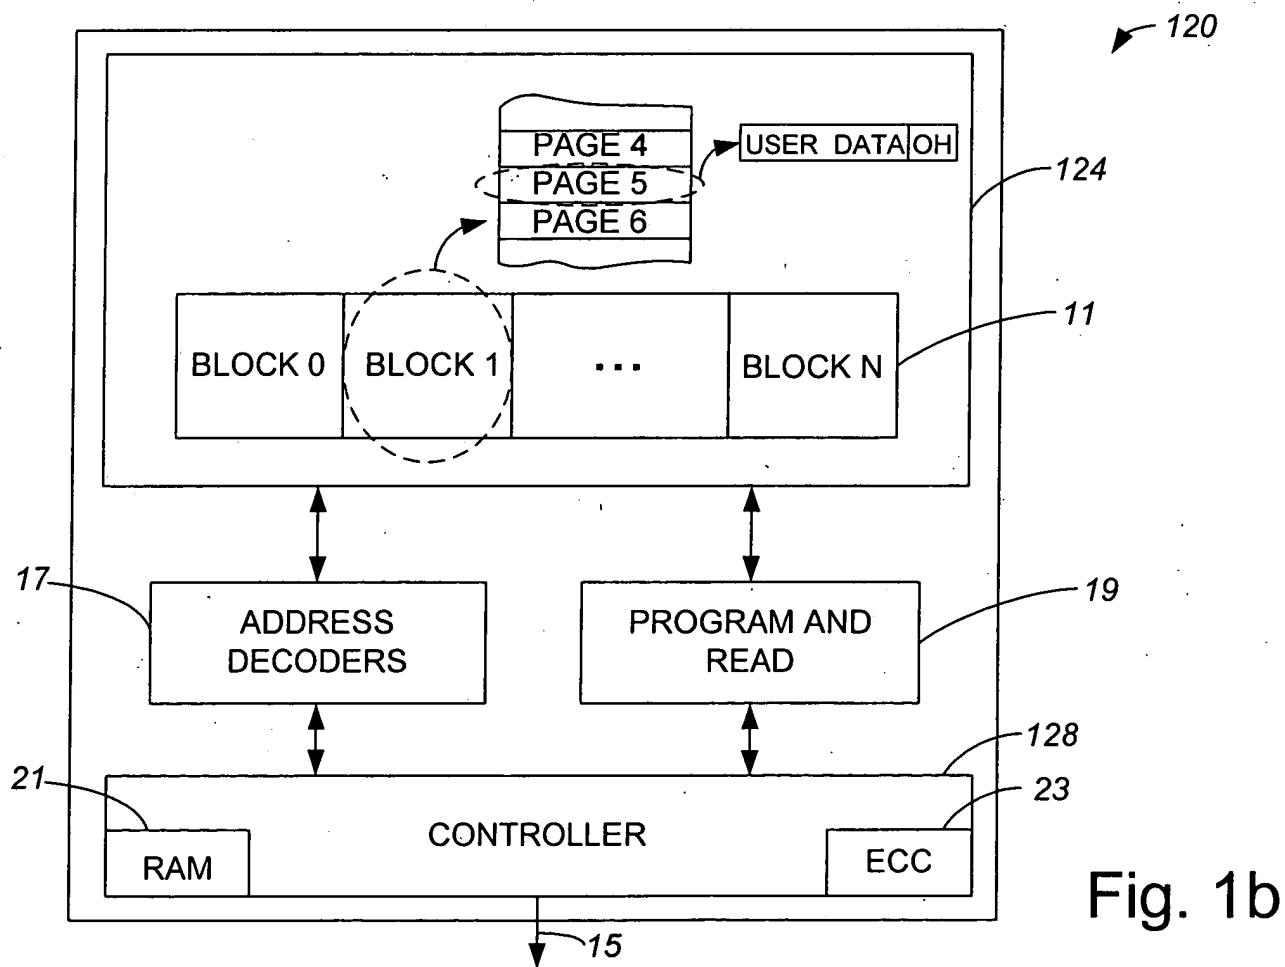 120
PAGE 4
USER DATA OH
PAGE 5
124
PAGE 6
11
BLOCK 0
BLOCK 1
...
BLOCK N
17
ADDRESS
DECODERS
PROGRAM AND
READ
19
128
21
23
CONTROLLER
RAM
ECC
15
Fig. 1b